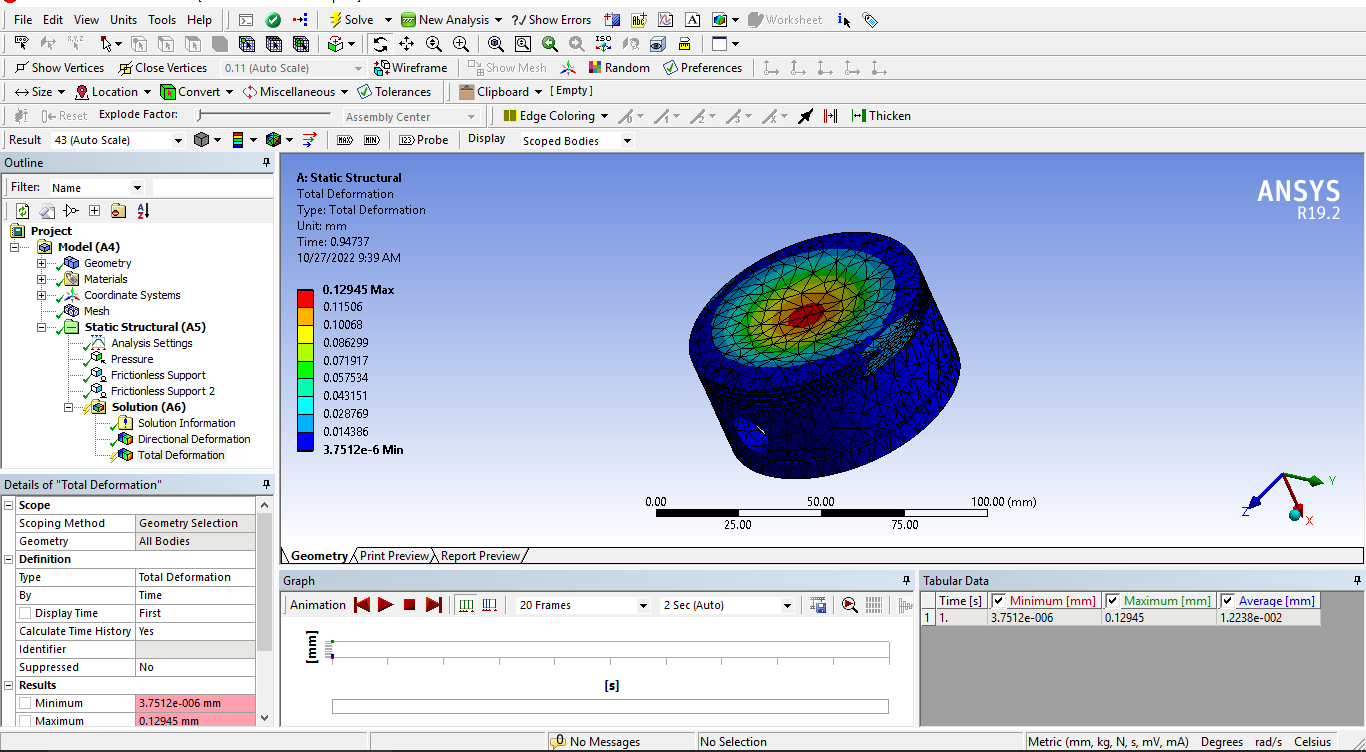 File Edit View Units Tools Help Solve New Analysis ?/ Show Errors A Worksheet i
x,y,z ISO
Show Vertices Close Vertices 0.11 (Auto Scale) Wireframe Show Mesh Random Preferences
Size Location Convert Miscellaneous Tolerances Clipboard [ Empty ]
Reset Explode Factor: Assembly Center Edge Coloring Thicken
Result 43 (Auto Scale) MAX MIN 123 Probe Display Scoped Bodies
Outline
Filter: Name
A Z
Project
Model (A4)
Geometry
Materials
Coordinate Systems
Mesh
Static Structural (A5)
Analysis Settings
Pressure
Frictionless Support
Frictionless Support 2
Solution (A6)
Solution Information
Directional Deformation
Total Deformation
Details of "Total Deformation"
Scope
Scoping Method Geometry Selection
Geometry All Bodies
Definition
Type Total Deformation
By Time
Display Time First
Calculate Time History Yes
Identifier
Suppressed No
Results
Minimum 3.7512e-006 mm
Maximum 0.12945 mm
A: Static Structural
Total Deformation
Type: Total Deformation
Unit: mm
Time: 0.94737
10/27/2022 9:39 AM
0.12945 Max
0.11506
0.10068
0.086299
0.071917
0.057534
0.043151
0.028769
0.014386
3.7512e-6 Min
ANSYS
R19.2
0.00 50.00 100.00 (mm)
25.00 75.00
Y
Z
X
Geometry Print Preview Report Preview
Graph
Animation 20 Frames 2 Sec (Auto)
[mm]
[s]
Tabular Data
Time [s] Minimum [mm] Maximum [mm] Average [mm]
1 1. 3.7512e-006 0.12945 1.2238e-002
0 No Messages No Selection Metric (mm, kg, N, s, mV, mA) Degrees rad/s Celsius